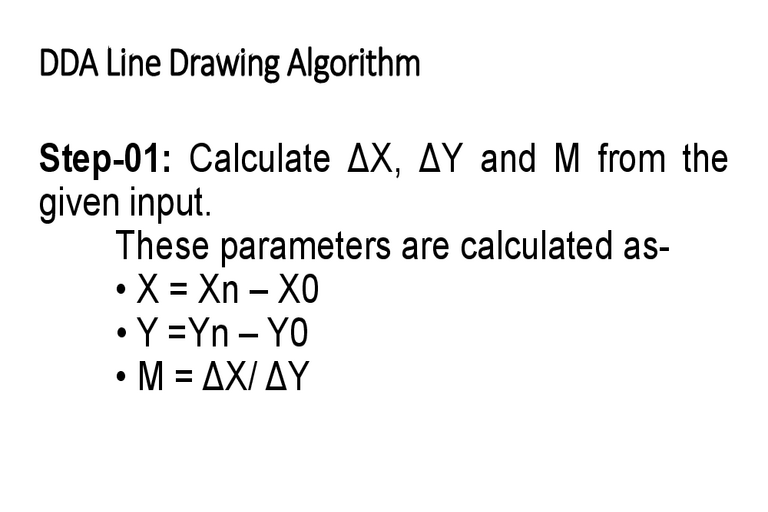 DDA Line Drawing Algorithm
Step-01: Calculate ΔX, ΔY and M from the
given input.
These parameters are calculated as-
• X = Xn – X0
• Y =Yn – Y0
• M = ΔX/ ΔY